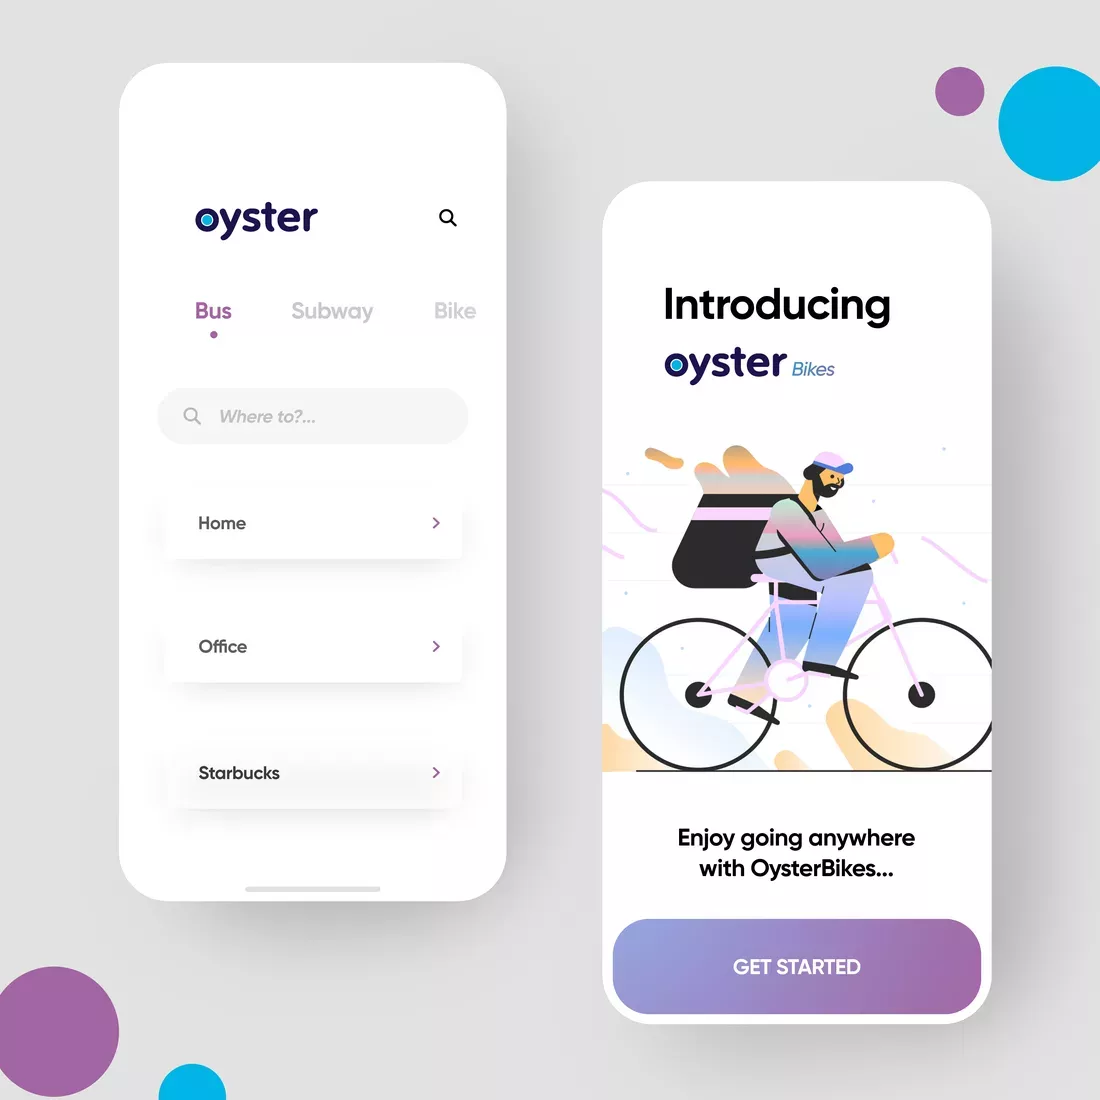 oyster
Bus Subway Bike
Where to?...
Home
Office
Starbucks
Introducing
oyster Bikes
Enjoy going anywhere
with OysterBikes...
GET STARTED